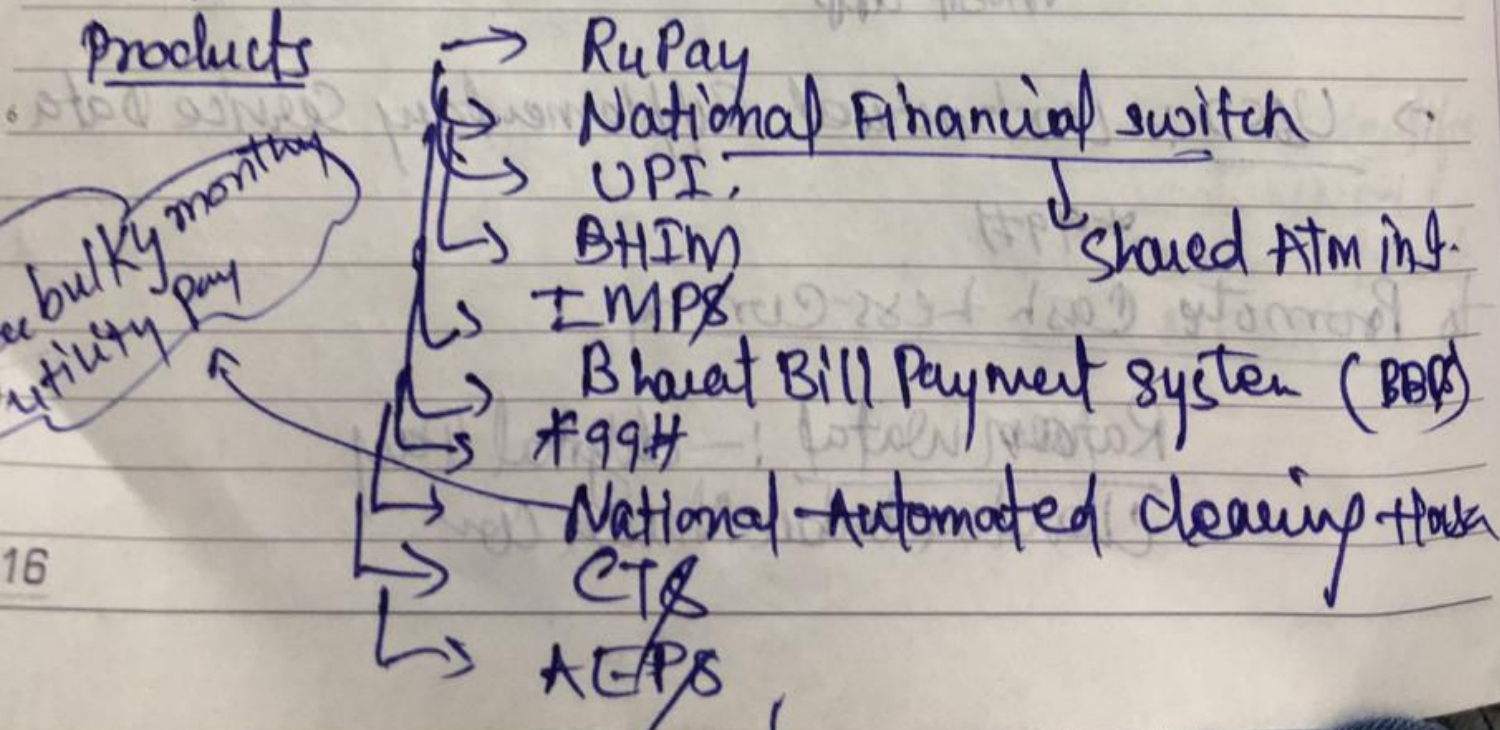 Products → RuPay
→ National Financial switch
→ UPI.
↓ Shared ATM int.
→ BHIM
→ IMPS
→ Bharat Bill Payment System (BBPS)
→ *99#
→ National Automated clearing House
bulky monthly
utility pay
→ CTS
→ AEPS
16